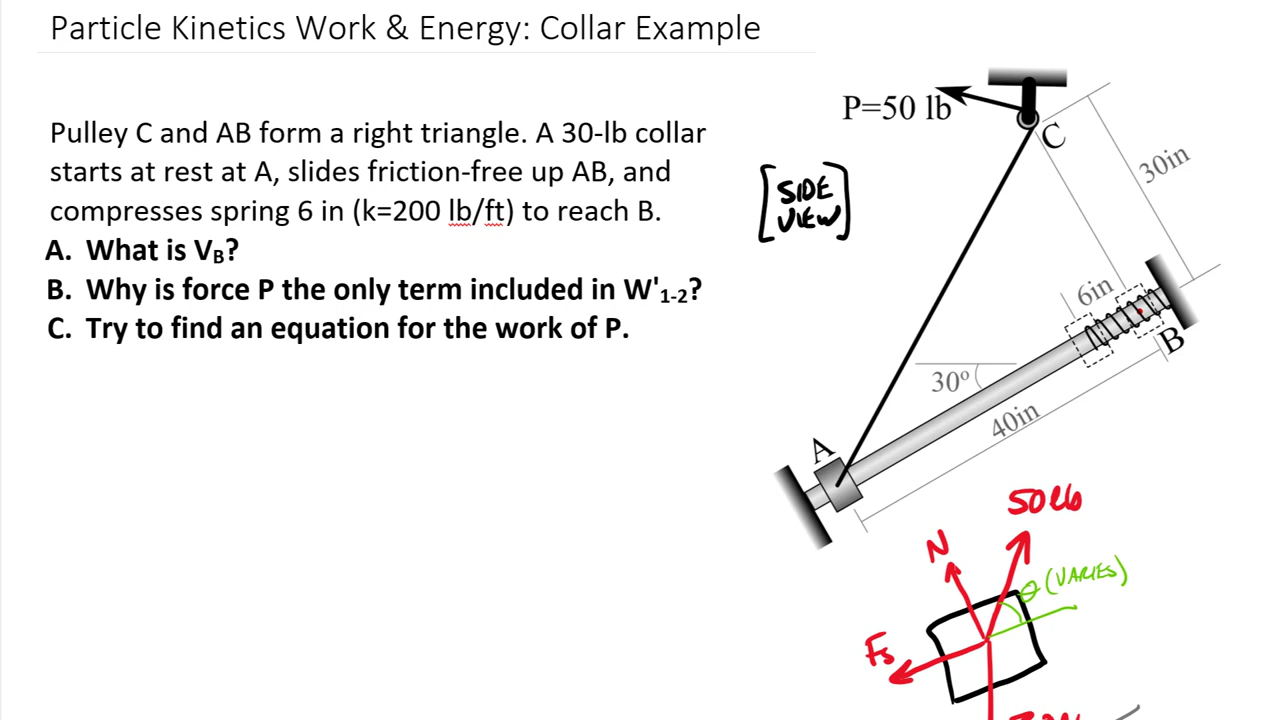 Particle Kinetics Work & Energy: Collar Example
Pulley C and AB form a right triangle. A 30-lb collar
starts at rest at A, slides friction-free up AB, and
compresses spring 6 in (k=200 lb/ft) to reach B.
A. What is VB?
B. Why is force P the only term included in W'1-2?
C. Try to find an equation for the work of P.
P=50 lb
C
[SIDE
VIEW]
30in
6in
B
30º
40in
A
50lb
N
θ (VARIES)
Fs